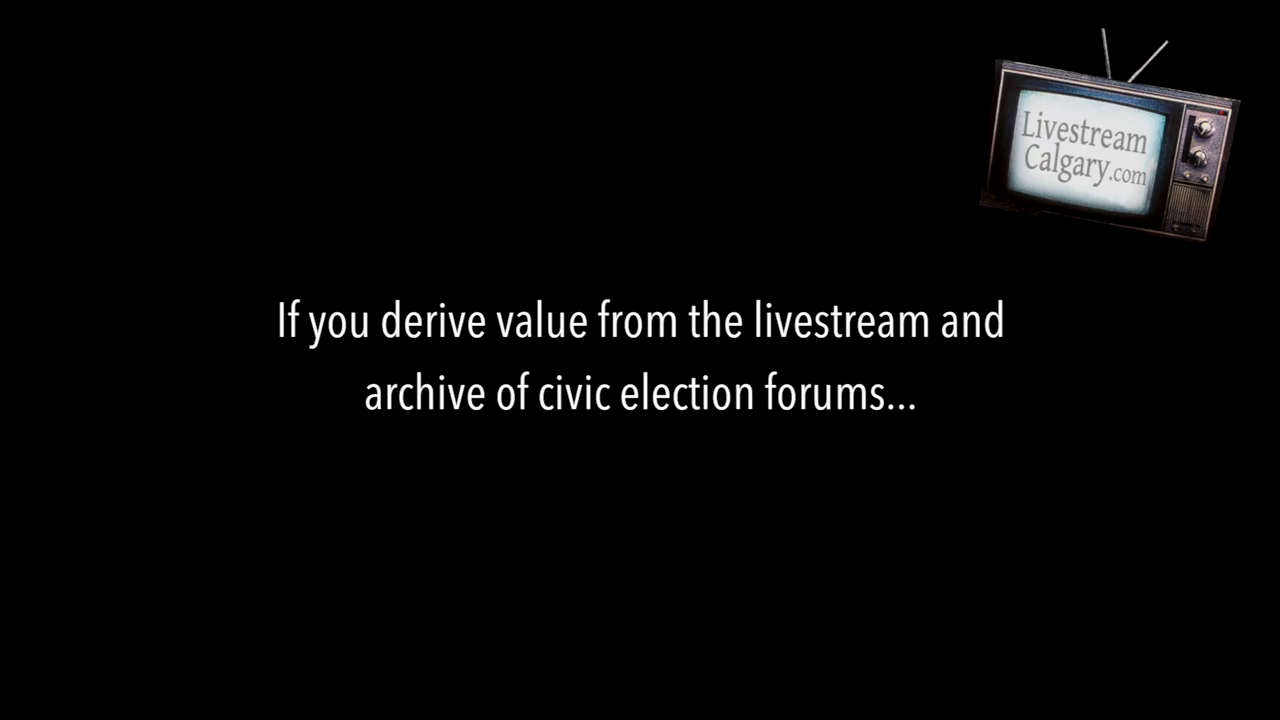 Livestream
Calgary.com
If you derive value from the livestream and
archive of civic election forums...